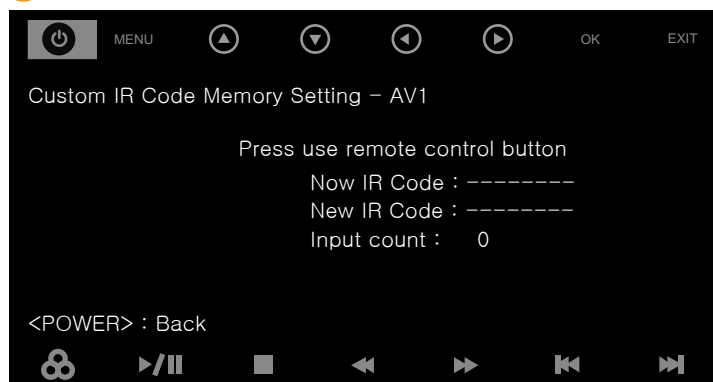 MENU OK EXIT
Custom IR Code Memory Setting - AV1
Press use remote control button
Now IR Code : --------
New IR Code : --------
Input count : 0
<POWER> : Back